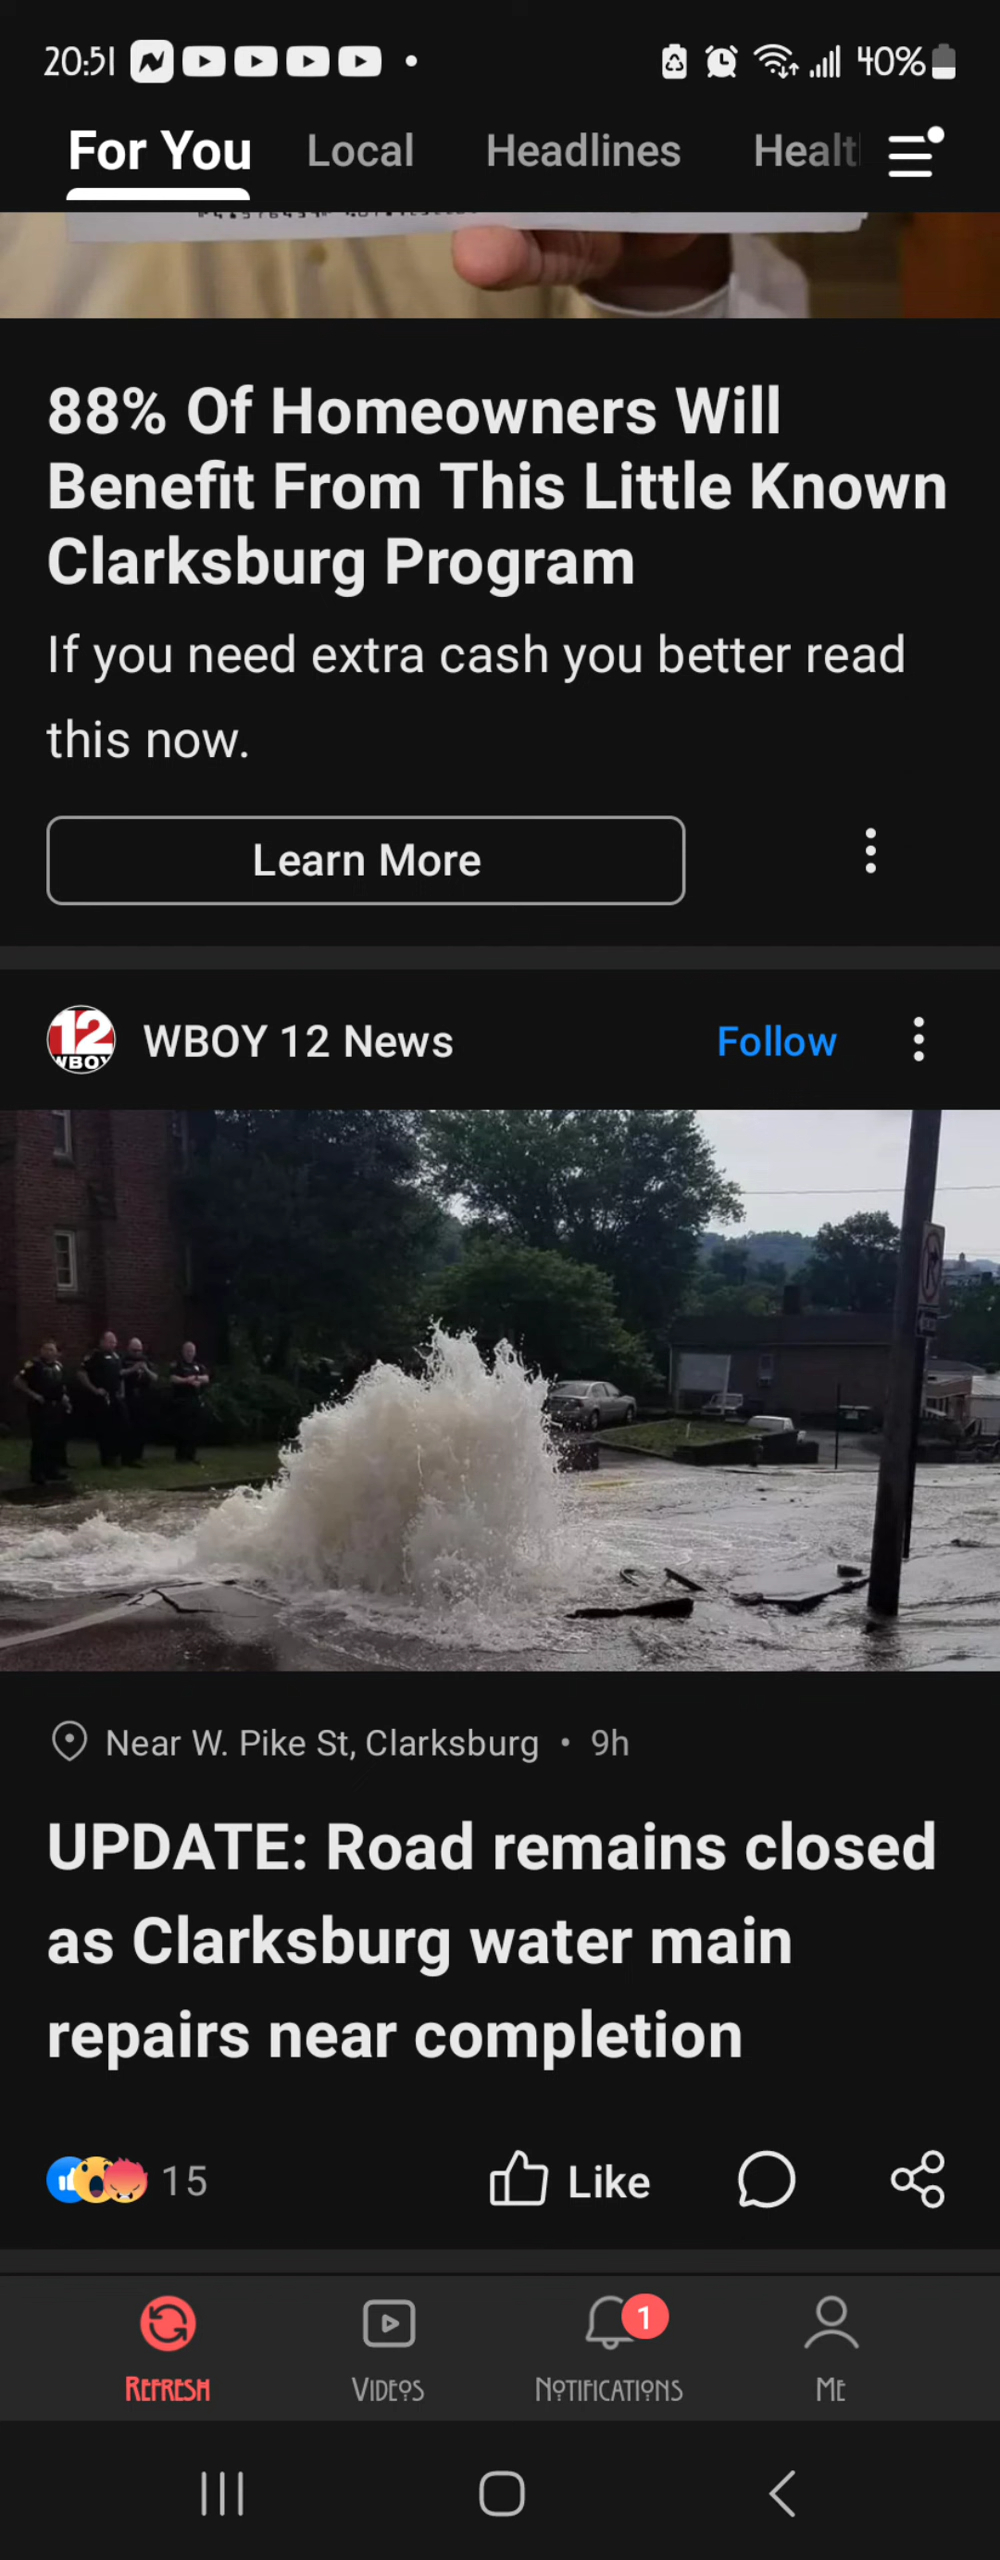 20:51
40%
For You
Local
Headlines
Healt
88% Of Homeowners Will
Benefit From This Little Known
Clarksburg Program
If you need extra cash you better read
this now.
Learn More
12
WBOY
WBOY 12 News
Follow
Near W. Pike St, Clarksburg • 9h
UPDATE: Road remains closed
as Clarksburg water main
repairs near completion
15
Like
1
Refresh
Videos
Notifications
Me